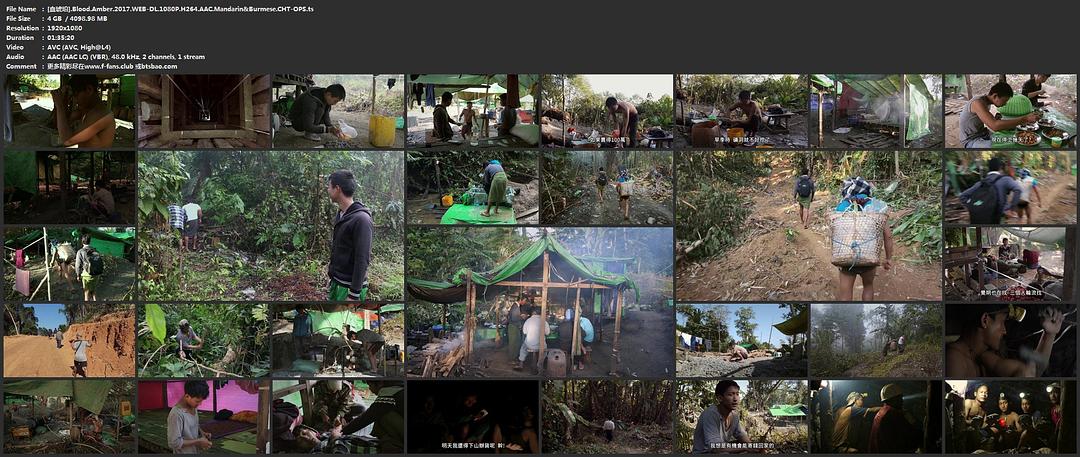 File Name : [血琥珀].Blood.Amber.2017.WEB-DL.1080P.H264.AAC.Mandarin&Burmese.CHT-OPS.ts
File Size : 4 GB / 4098.98 MB
Resolution : 1920x1080
Duration : 01:35:20
Video : AVC (AVC, High@L4)
Audio : AAC (AAC LC) (VBR), 48.0 kHz, 2 channels, 1 stream
Comment : 更多精彩尽在www.f-fans.club 或btsbao.com
明天我還得下山辦貨呢 幹!
我想是有機會能寄錢回家的